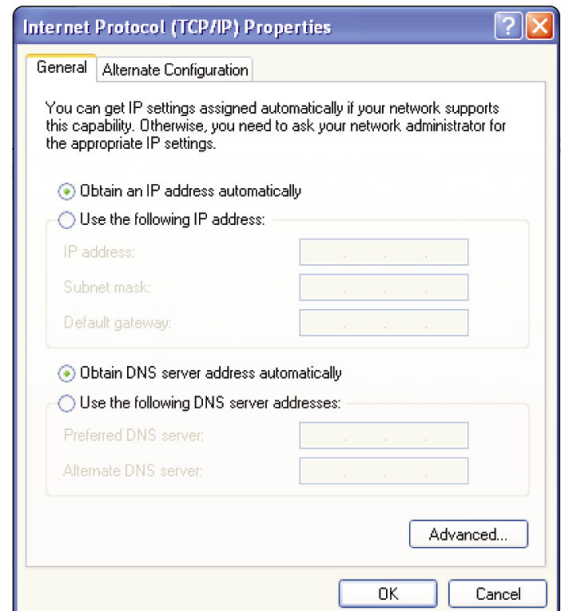 Internet Protocol (TCP/IP) Properties
General
Alternate Configuration
You can get IP settings assigned automatically if your network supports
this capability. Otherwise, you need to ask your network administrator for
the appropriate IP settings.
Obtain an IP address automatically
Use the following IP address:
IP address:
Subnet mask:
Default gateway:
Obtain DNS server address automatically
Use the following DNS server addresses:
Preferred DNS server:
Alternate DNS server:
Advanced...
OK
Cancel